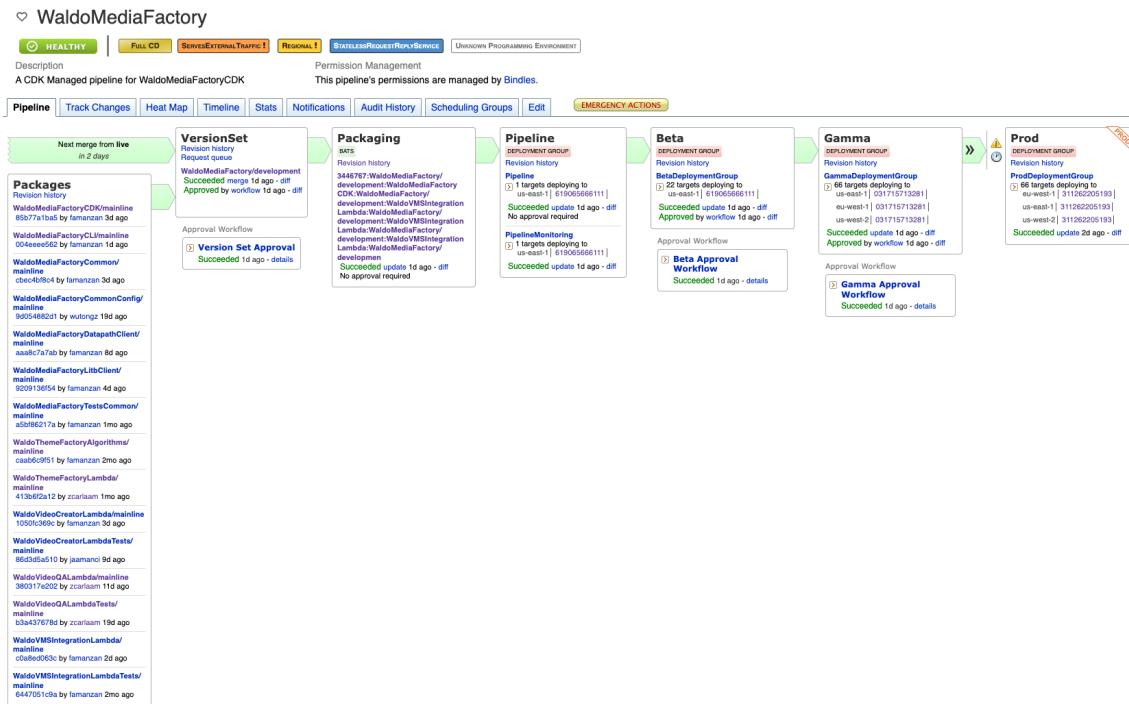 WaldoMediaFactory
HEALTHY
FULL CD
SERVESEXTERNALTRAFFIC !
REGIONAL !
STATELESSREQUESTREPLYSERVICE
UNKNOWN PROGRAMMING ENVIRONMENT
Description
A CDK Managed pipeline for WaldoMediaFactoryCDK
Permission Management
This pipeline's permissions are managed by Bindles.
Pipeline
Track Changes
Heat Map
Timeline
Stats
Notifications
Audit History
Scheduling Groups
Edit
EMERGENCY ACTIONS
Next merge from live
in 2 days
Packages
Revision history
WaldoMediaFactoryCDK/mainline
85b77a1ba5 by famanzan 3d ago
WaldoMediaFactoryCLI/mainline
004eeee562 by famanzan 1d ago
WaldoMediaFactoryCommon/
mainline
cbec4bf8c4 by famanzan 3d ago
WaldoMediaFactoryCommonConfig/
mainline
9d054882d1 by wutongz 19d ago
WaldoMediaFactoryDatapathClient/
mainline
aaa8c7a7ab by famanzan 8d ago
WaldoMediaFactoryLitbClient/
mainline
9209136f54 by famanzan 4d ago
WaldoMediaFactoryTestsCommon/
mainline
a5bf86217a by famanzan 1mo ago
WaldoThemeFactoryAlgorithms/
mainline
caab6c9f51 by famanzan 2mo ago
WaldoThemeFactoryLambda/
mainline
413b6f2a12 by zcarlaam 1mo ago
WaldoVideoCreatorLambda/mainline
1050fc369c by famanzan 3d ago
WaldoVideoCreatorLambdaTests/
mainline
86d3d5a510 by jaamanci 9d ago
WaldoVideoQALambda/mainline
380317e202 by zcarlaam 11d ago
WaldoVideoQALambdaTests/
mainline
b3a437678d by zcarlaam 19d ago
WaldoVMSIntegrationLambda/
mainline
c0a8ed063c by famanzan 2d ago
WaldoVMSIntegrationLambdaTests/
mainline
6447051c9a by famanzan 2mo ago
VersionSet
Revision history
Request queue
WaldoMediaFactory/development
Succeeded merge 1d ago - diff
Approved by workflow 1d ago - diff
Approval Workflow
Version Set Approval
Succeeded 1d ago - details
Packaging
BATS
Revision history
3446767:WaldoMediaFactory/
development:WaldoMediaFactory
CDK:WaldoMediaFactory/
development:WaldoVMSIntegration
Lambda:WaldoMediaFactory/
development:WaldoVMSIntegration
Lambda:WaldoMediaFactory/
development:WaldoVMSIntegration
Lambda:WaldoMediaFactory/
developmen
Succeeded update 1d ago - diff
No approval required
Pipeline
DEPLOYMENT GROUP
Revision history
Pipeline
1 targets deploying to
us-east-1 | 619065666111 |
Succeeded update 1d ago - diff
No approval required
PipelineMonitoring
1 targets deploying to
us-east-1 | 619065666111 |
Succeeded update 1d ago - diff
Beta
DEPLOYMENT GROUP
Revision history
BetaDeploymentGroup
22 targets deploying to
us-east-1 | 619065666111 |
Succeeded update 1d ago - diff
Approved by workflow 1d ago - diff
Approval Workflow
Beta Approval
Workflow
Succeeded 1d ago - details
Gamma
DEPLOYMENT GROUP
Revision history
GammaDeploymentGroup
66 targets deploying to
us-east-1 | 031715713281 |
eu-west-1 | 031715713281 |
us-west-2 | 031715713281 |
Succeeded update 1d ago - diff
Approved by workflow 1d ago - diff
Approval Workflow
Gamma Approval
Workflow
Succeeded 1d ago - details
»
Prod
PROD
DEPLOYMENT GROUP
Revision history
ProdDeploymentGroup
66 targets deploying to
eu-west-1 | 311262205193 |
us-east-1 | 311262205193 |
us-west-2 | 311262205193 |
Succeeded update 2d ago - diff